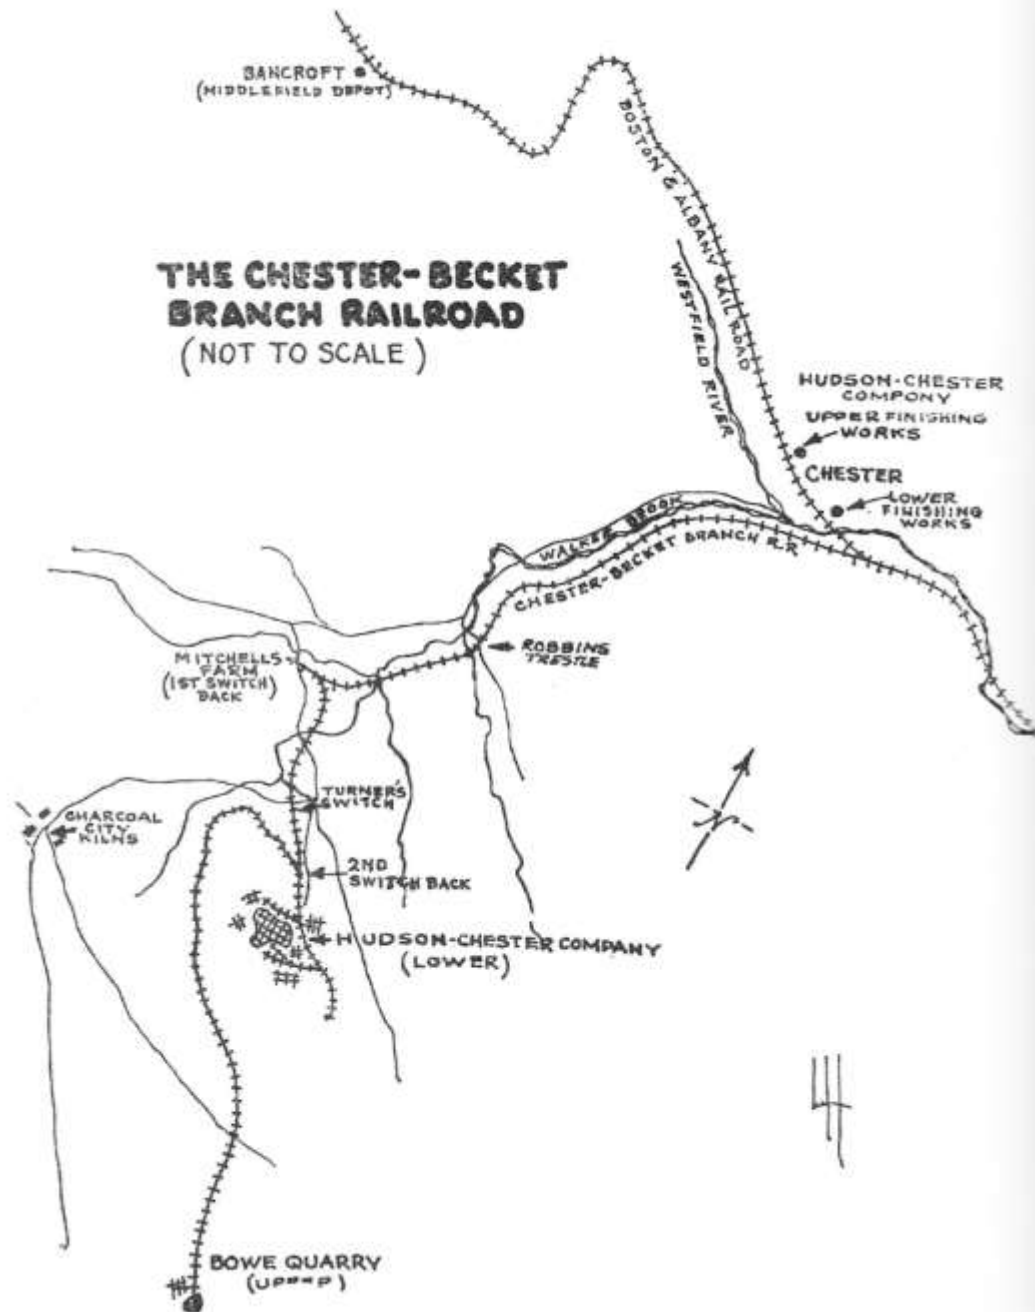 BANCROFT
(MIDDLEFIELD DEPOT)
BOSTON & ALBANY RAILROAD
THE CHESTER-BECKET
BRANCH RAILROAD
(NOT TO SCALE)
WESTFIELD RIVER
HUDSON-CHESTER
COMPANY
UPPER FINISHING
WORKS
CHESTER
LOWER
FINISHING
WORKS
WALKER BROOK
CHESTER-BECKET BRANCH R.R
ROBBINS
TRESTLE
MITCHELLS
FARM
(1ST SWITCH)
BACK
TURNER'S
SWITCH
CHARCOAL
CITY
KILNS
2ND
SWITCH BACK
HUDSON-CHESTER COMPANY
(LOWER)
N
BOWE QUARRY
(UPPER)